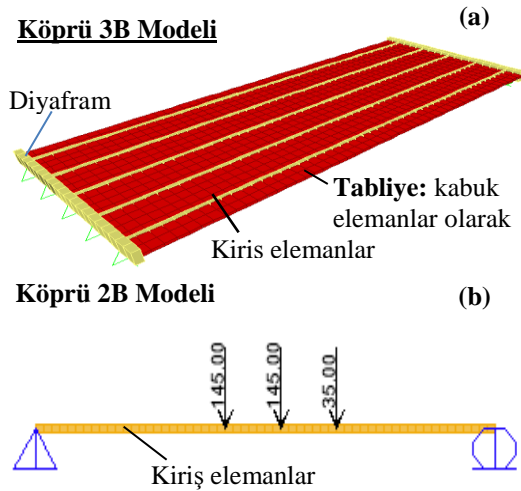 Köprü 3B Modeli
(a)
Diyafram
Tabliye: kabuk
elemanlar olarak
Kiris elemanlar
Köprü 2B Modeli
(b)
145.00
145.00
35.00
Kiriş elemanlar